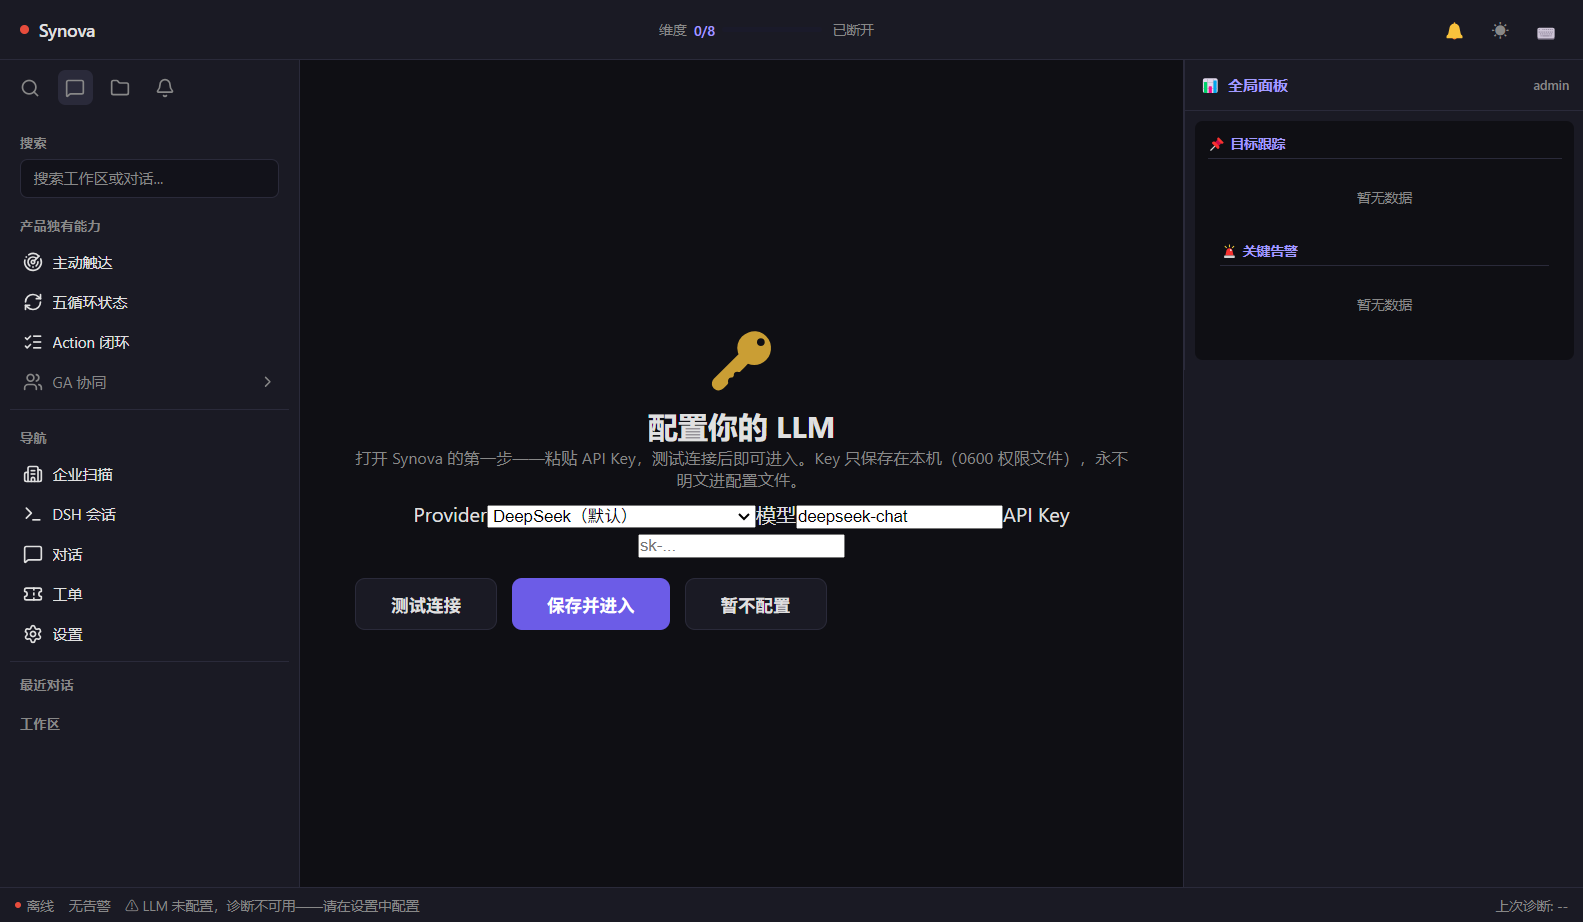 Synova
维度 0/8
已断开
搜索
搜索工作区或对话...
产品独有能力
主动触达
五循环状态
Action 闭环
GA 协同
导航
企业扫描
DSH 会话
对话
工单
设置
最近对话
工作区
配置你的 LLM
打开 Synova 的第一步——粘贴 API Key，测试连接后即可进入。Key 只保存在本机（0600 权限文件），永不
明文进配置文件。
Provider DeepSeek（默认） 模型 deepseek-chat API Key
sk-...
测试连接 保存并进入 暂不配置
全局面板
admin
目标跟踪
暂无数据
关键告警
暂无数据
离线 无告警 ⚠ LLM 未配置，诊断不可用——请在设置中配置
上次诊断: --